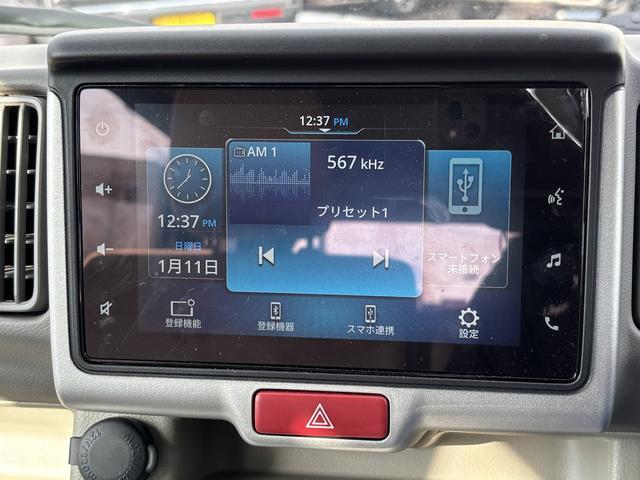 12:37 PM
AM 1
567 kHz
プリセット1
12:37 PM
日曜日
1月11日
スマートフォン
未接続
登録機能
登録機器
スマホ連携
設定